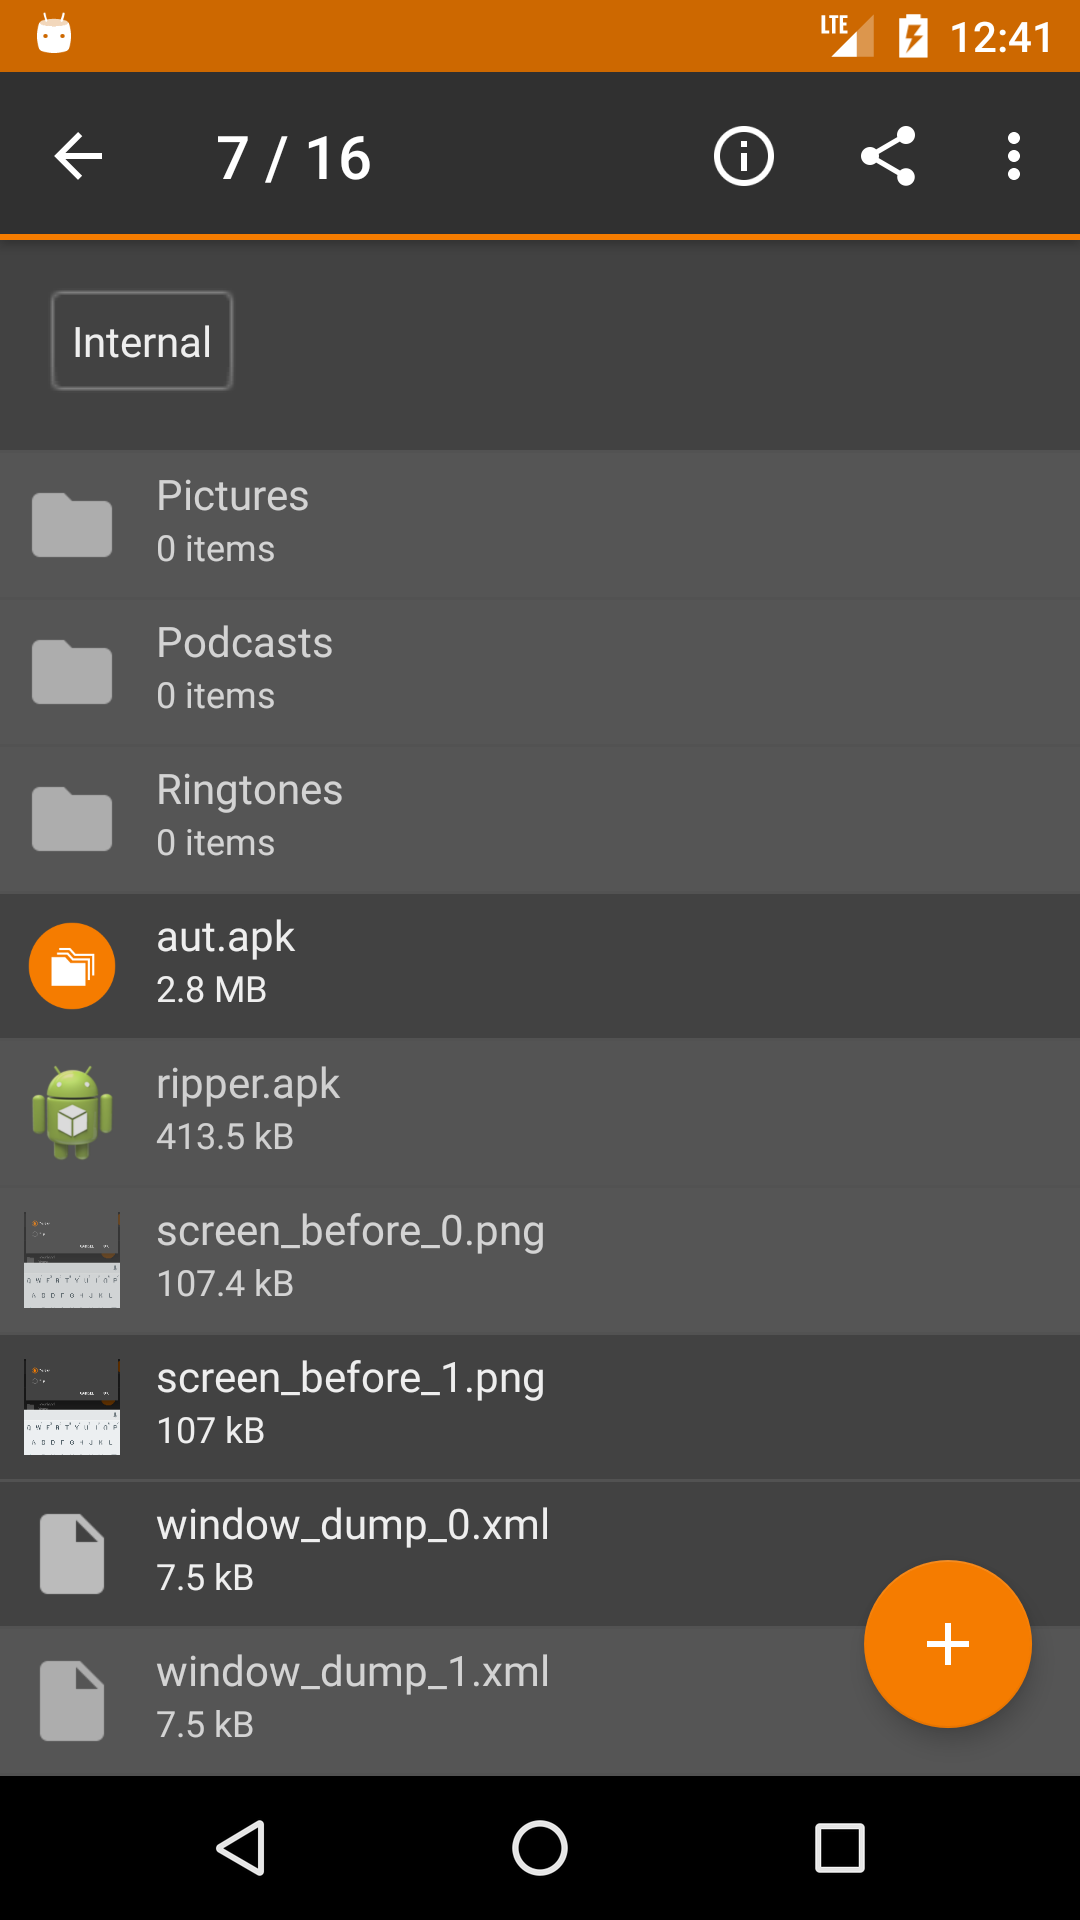 LTE 12:41
7 / 16
Internal
Pictures
0 items
Podcasts
0 items
Ringtones
0 items
aut.apk
2.8 MB
ripper.apk
413.5 kB
screen_before_0.png
107.4 kB
screen_before_1.png
107 kB
window_dump_0.xml
7.5 kB
window_dump_1.xml
7.5 kB